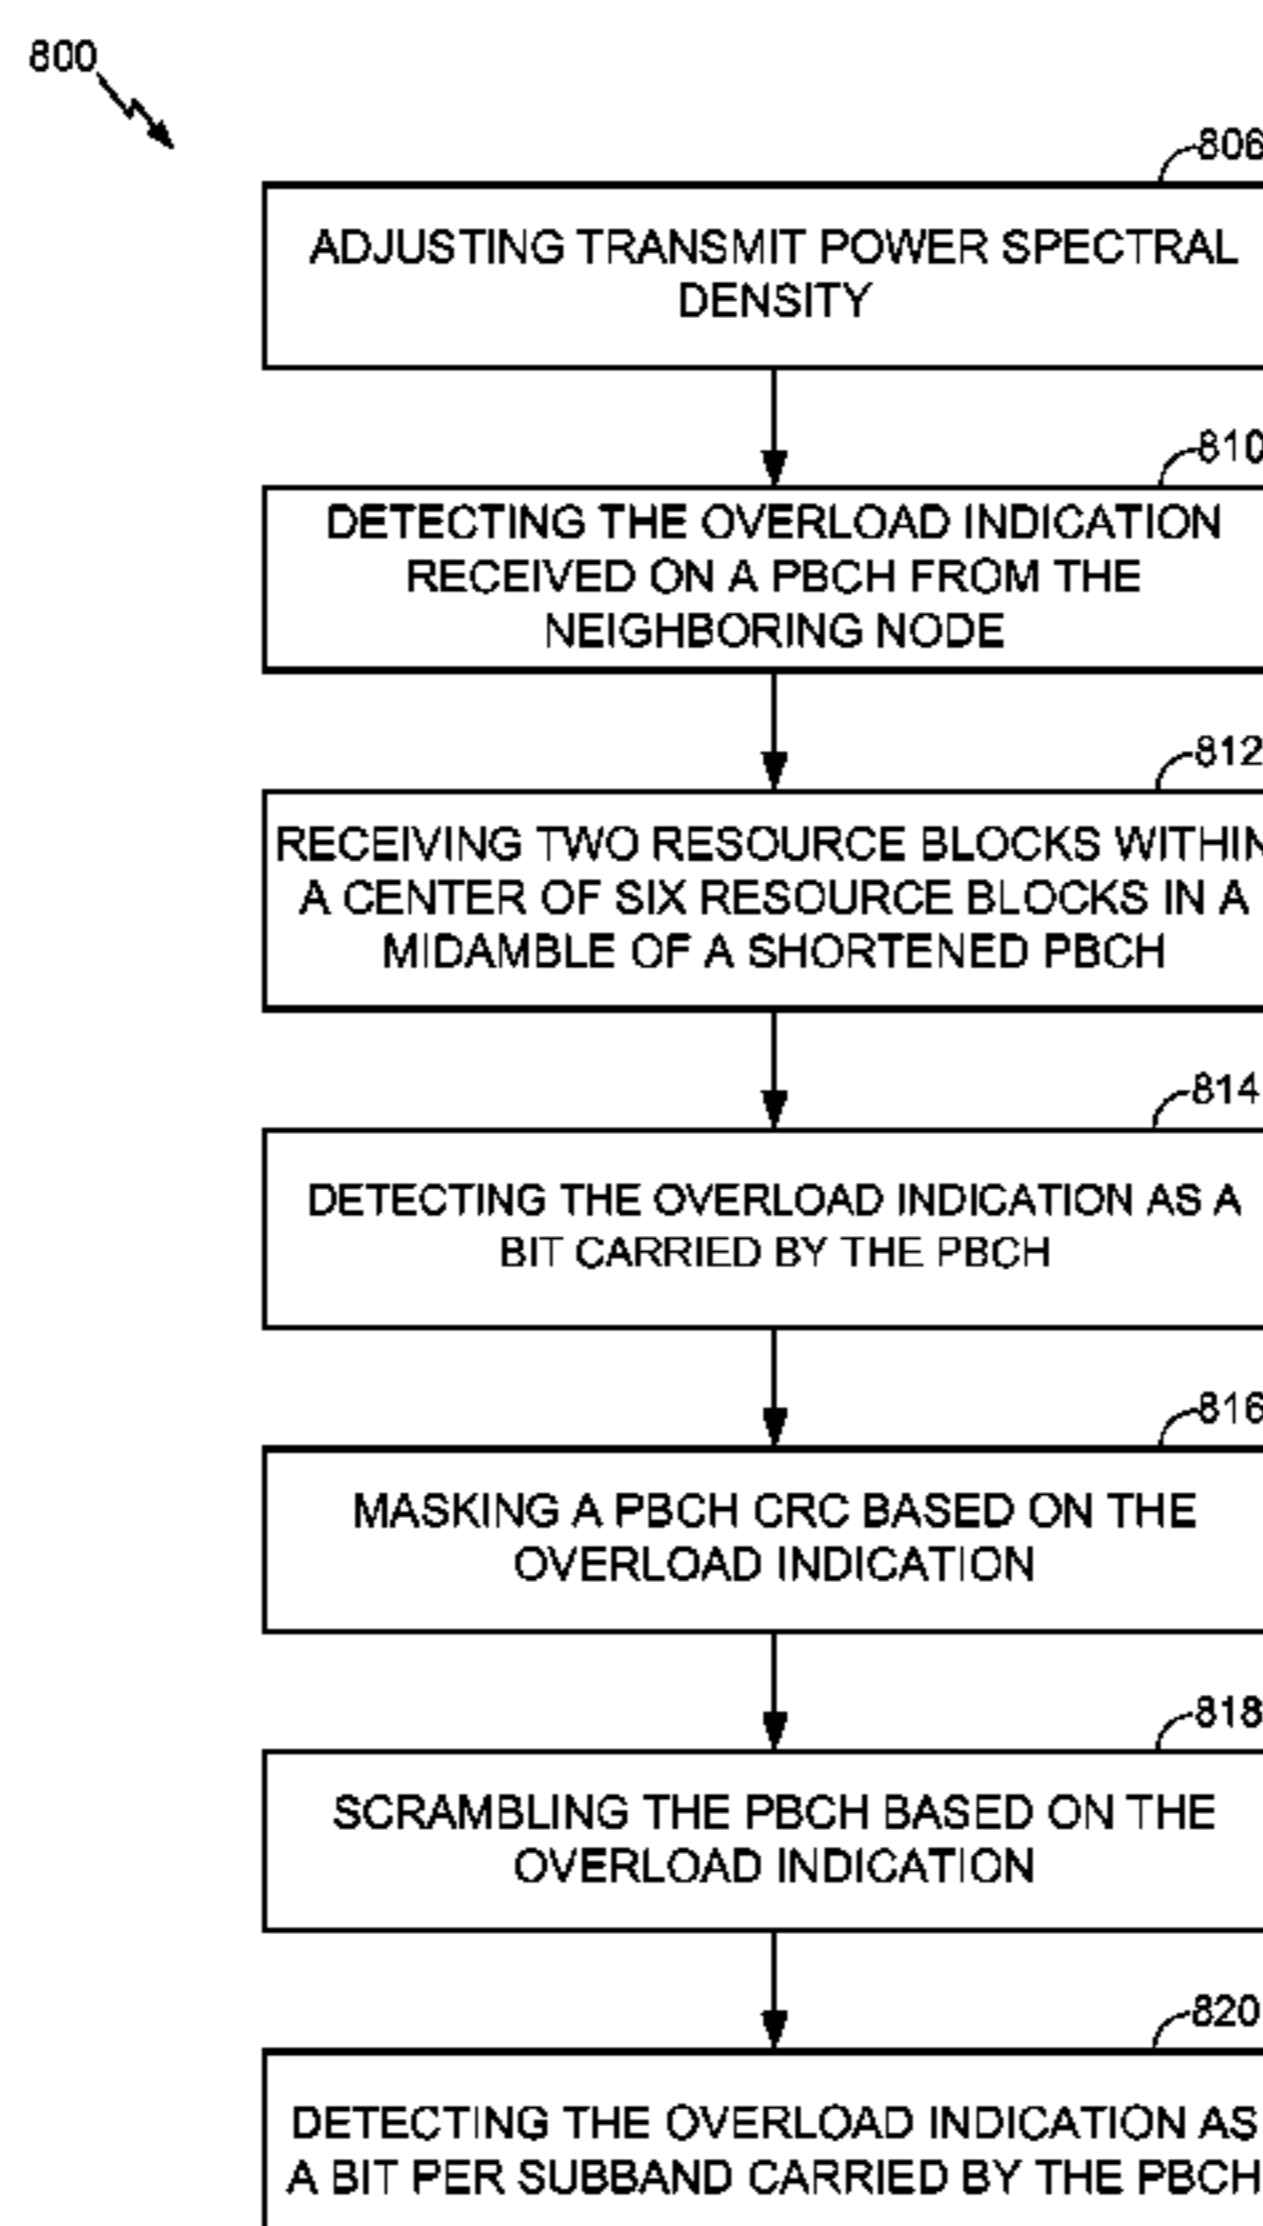 800
806
ADJUSTING TRANSMIT POWER SPECTRAL
DENSITY
810
DETECTING THE OVERLOAD INDICATION
RECEIVED ON A PBCH FROM THE
NEIGHBORING NODE
812
RECEIVING TWO RESOURCE BLOCKS WITHIN
A CENTER OF SIX RESOURCE BLOCKS IN A
MIDAMBLE OF A SHORTENED PBCH
814
DETECTING THE OVERLOAD INDICATION AS A
BIT CARRIED BY THE PBCH
816
MASKING A PBCH CRC BASED ON THE
OVERLOAD INDICATION
818
SCRAMBLING THE PBCH BASED ON THE
OVERLOAD INDICATION
820
DETECTING THE OVERLOAD INDICATION AS
A BIT PER SUBBAND CARRIED BY THE PBCH